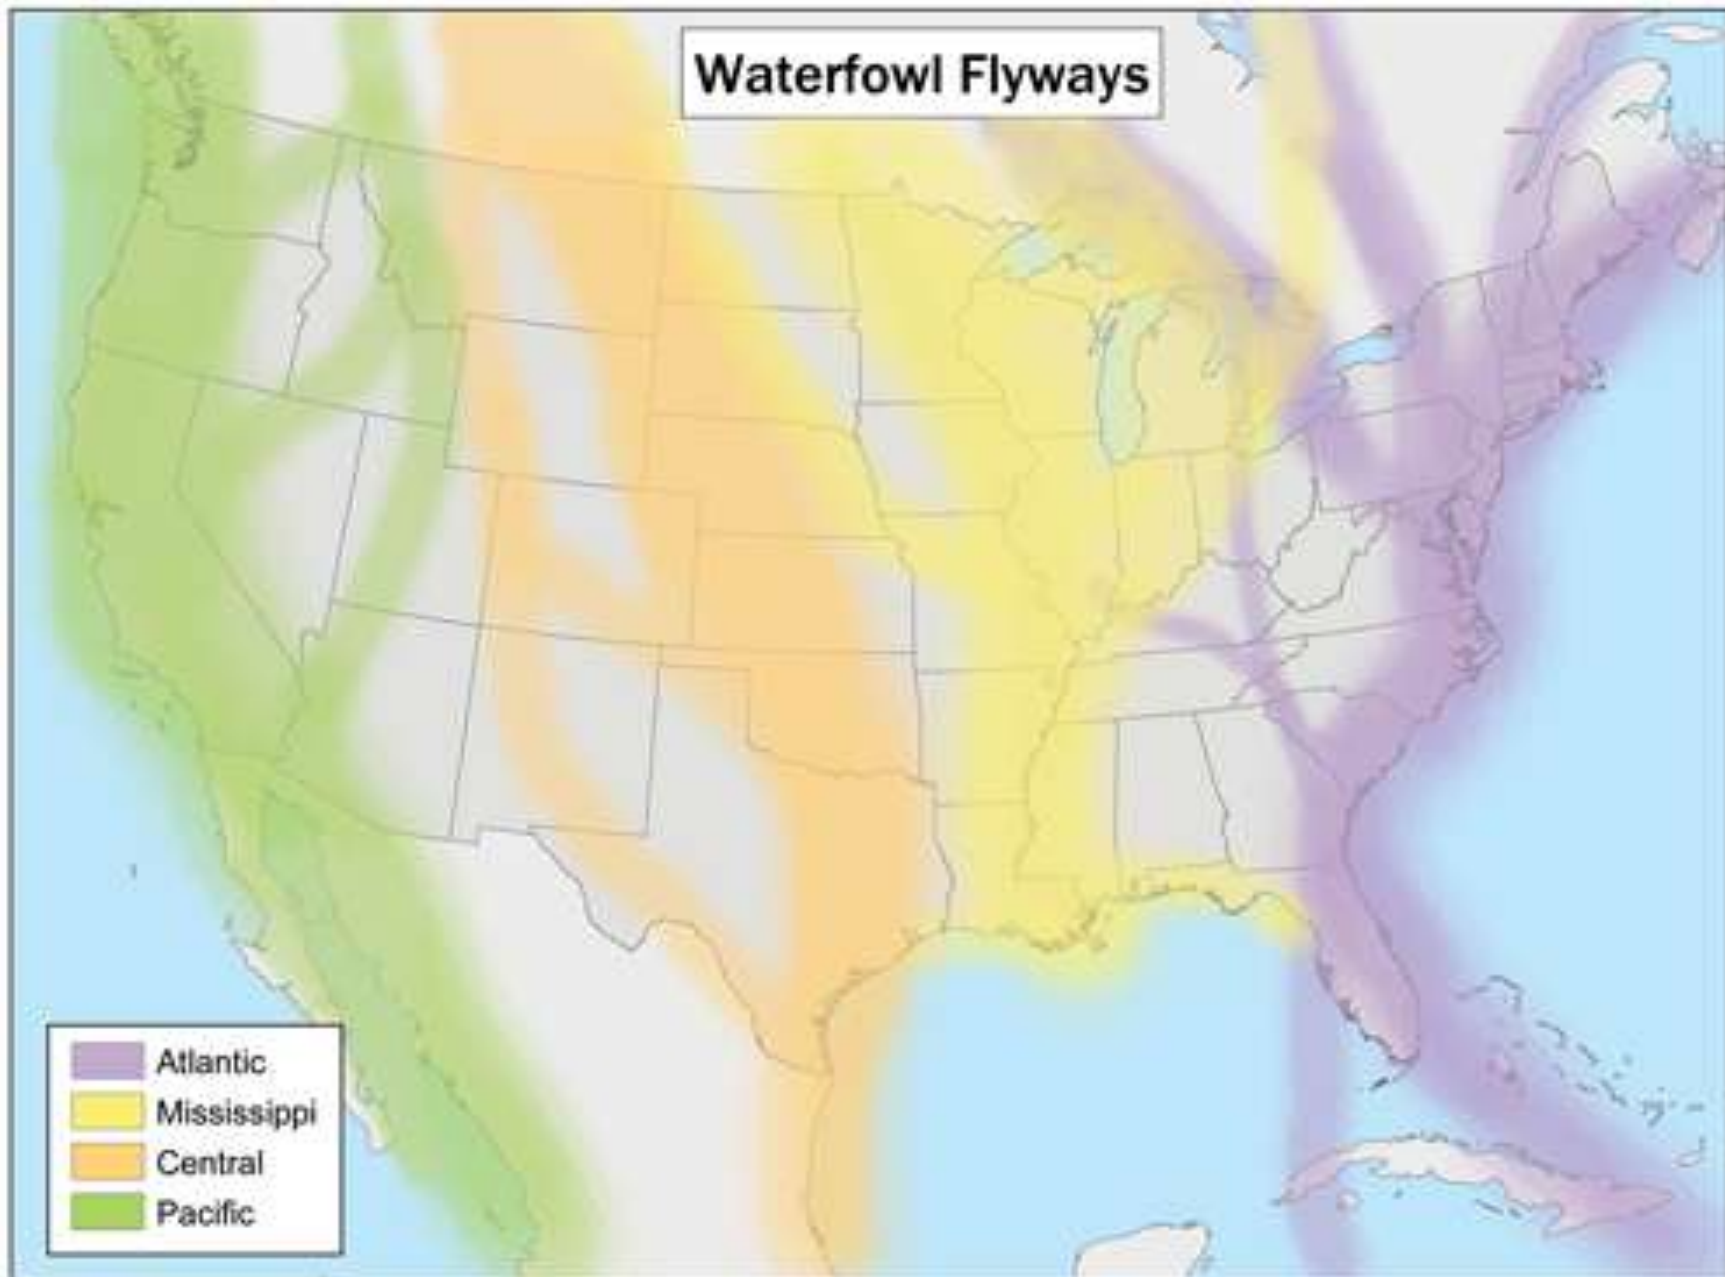 Waterfowl Flyways
Atlantic
Mississippi
Central
Pacific